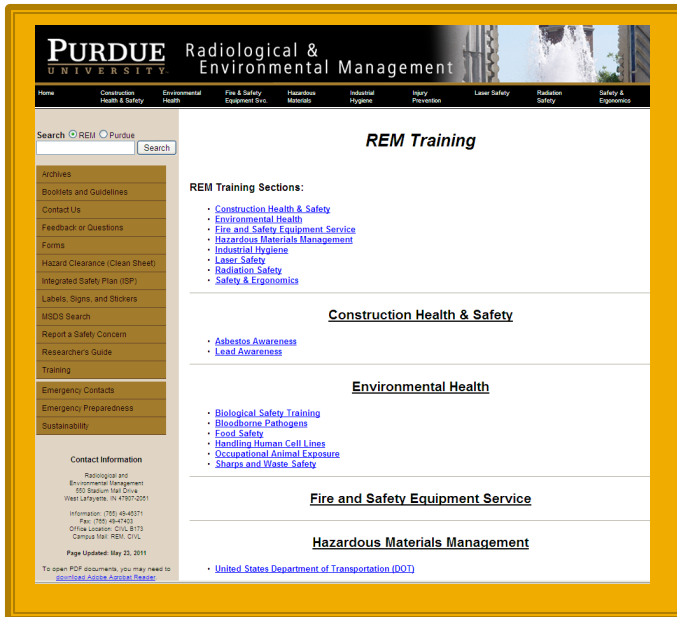 PURDUE
UNIVERSITY
Radiological &
Environmental Management
Home Construction Health & Safety Environmental Health Fire & Safety Equipment Svc. Hazardous Materials Industrial Hygiene Injury Prevention Laser Safety Radiation Safety Safety & Ergonomics
Search REM Purdue
Search
Archives
Booklets and Guidelines
Contact Us
Feedback or Questions
Forms
Hazard Clearance (Clean Sheet)
Integrated Safety Plan (ISP)
Labels, Signs, and Stickers
MSDS Search
Report a Safety Concern
Researcher's Guide
Training
Emergency Contacts
Emergency Preparedness
Sustainability
Contact Information
Radiological and
Environmental Management
550 Stadium Mall Drive
West Lafayette, IN 47907-2051
Information: (765) 49-46371
Fax: (765) 49-47403
Office Location: CIVL B173
Campus Mail: REM, CIVL
Page Updated: May 23, 2011
To open PDF documents, you may need to
download Adobe Acrobat Reader.
REM Training
REM Training Sections:
Construction Health & Safety
Environmental Health
Fire and Safety Equipment Service
Hazardous Materials Management
Industrial Hygiene
Laser Safety
Radiation Safety
Safety & Ergonomics
Construction Health & Safety
Asbestos Awareness
Lead Awareness
Environmental Health
Biological Safety Training
Bloodborne Pathogens
Food Safety
Handling Human Cell Lines
Occupational Animal Exposure
Sharps and Waste Safety
Fire and Safety Equipment Service
Hazardous Materials Management
United States Department of Transportation (DOT)